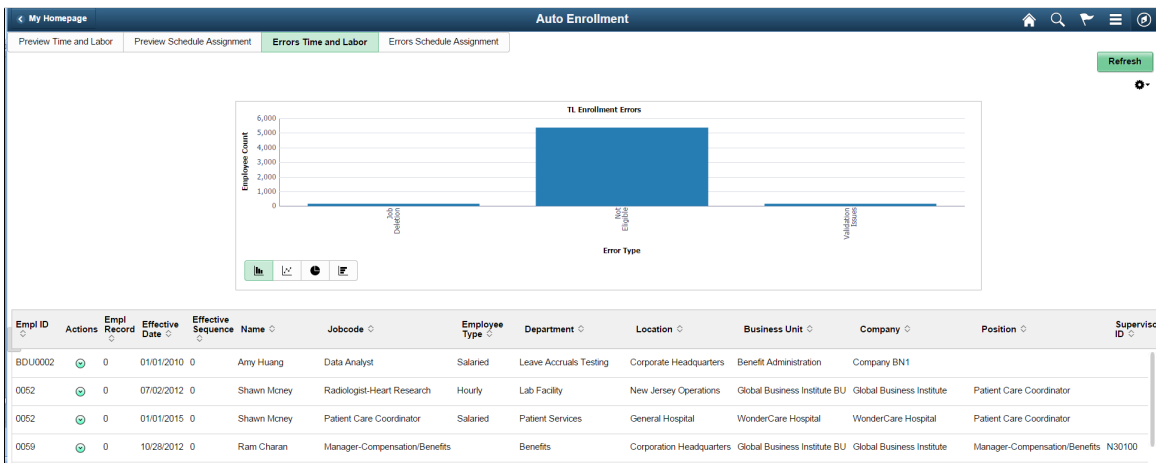 My Homepage
Auto Enrollment
Preview Time and Labor
Preview Schedule Assignment
Errors Time and Labor
Errors Schedule Assignment
Refresh
TL Enrollment Errors
Employee Count
6,000
5,000
4,000
3,000
2,000
1,000
0
Job
Deletion
Not
Eligible
Validation
Issues
Error Type
Empl ID Actions Empl Record Effective Date Effective Sequence Name Jobcode Employee Type Department Location Business Unit Company Position Superviso ID
BDU0002 0 01/01/2010 0 Amy Huang Data Analyst Salaried Leave Accruals Testing Corporate Headquarters Benefit Administration Company BN1
0052 0 07/02/2012 0 Shawn Mcney Radiologist-Heart Research Hourly Lab Facility New Jersey Operations Global Business Institute BU Global Business Institute Patient Care Coordinator
0052 0 01/01/2015 0 Shawn Mcney Patient Care Coordinator Salaried Patient Services General Hospital WonderCare Hospital WonderCare Hospital Patient Care Coordinator
0059 0 10/28/2012 0 Ram Charan Manager-Compensation/Benefits Benefits Corporation Headquarters Global Business Institute BU Global Business Institute Manager-Compensation/Benefits N30100